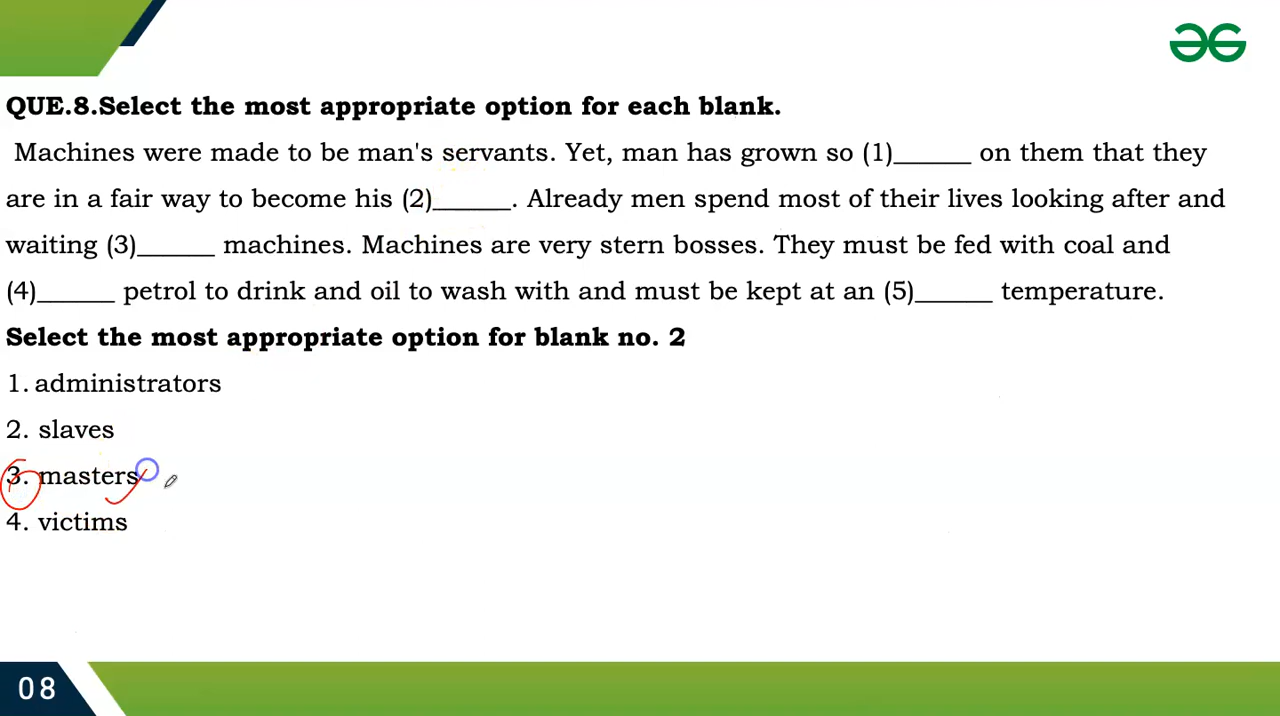 QUE.8.Select the most appropriate option for each blank.
Machines were made to be man's servants. Yet, man has grown so (1)______ on them that they
are in a fair way to become his (2)______. Already men spend most of their lives looking after and
waiting (3)______ machines. Machines are very stern bosses. They must be fed with coal and
(4)______ petrol to drink and oil to wash with and must be kept at an (5)______ temperature.
Select the most appropriate option for blank no. 2
1. administrators
2. slaves
3. masters
4. victims
08